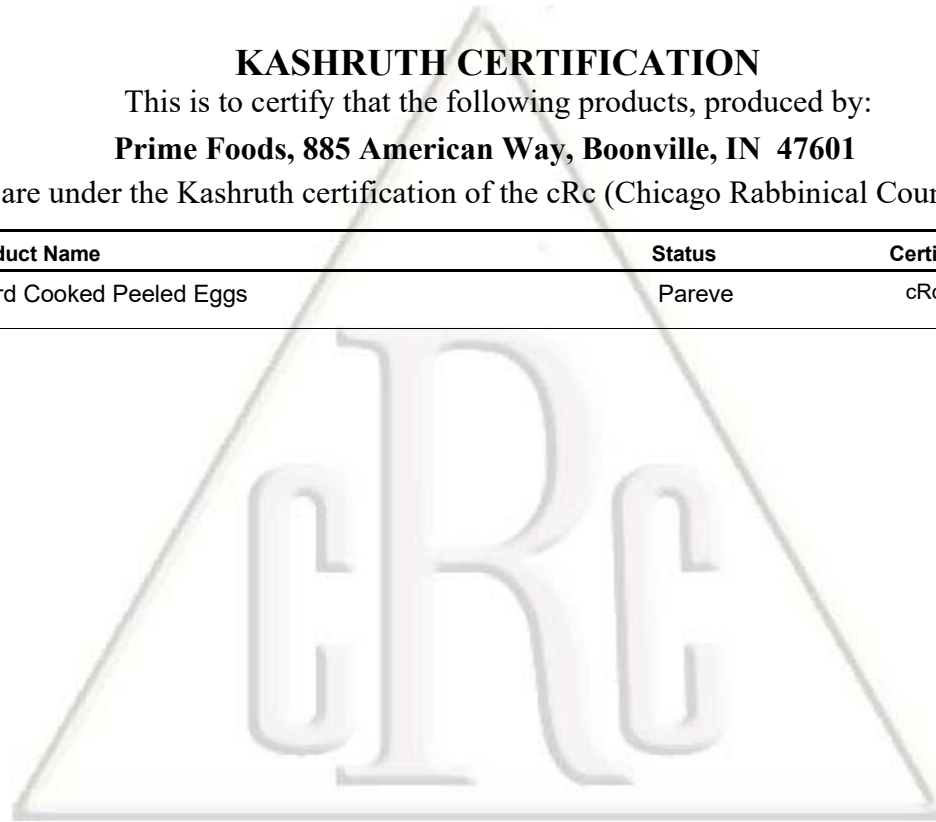 KASHRUTH CERTIFICATION
This is to certify that the following products, produced by:
Prime Foods, 885 American Way, Boonville, IN 47601
are under the Kashruth certification of the cRc (Chicago Rabbinical Coun
duct Name Status Certi
rd Cooked Peeled Eggs Pareve cRc
cRc